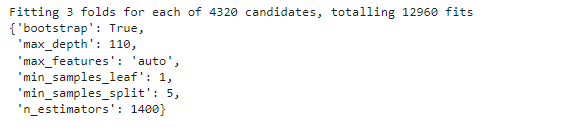 Fitting 3 folds for each of 4320 candidates, totalling 12960 fits
{'bootstrap': True,
 'max_depth': 110,
 'max_features': 'auto',
 'min_samples_leaf': 1,
 'min_samples_split': 5,
 'n_estimators': 1400}